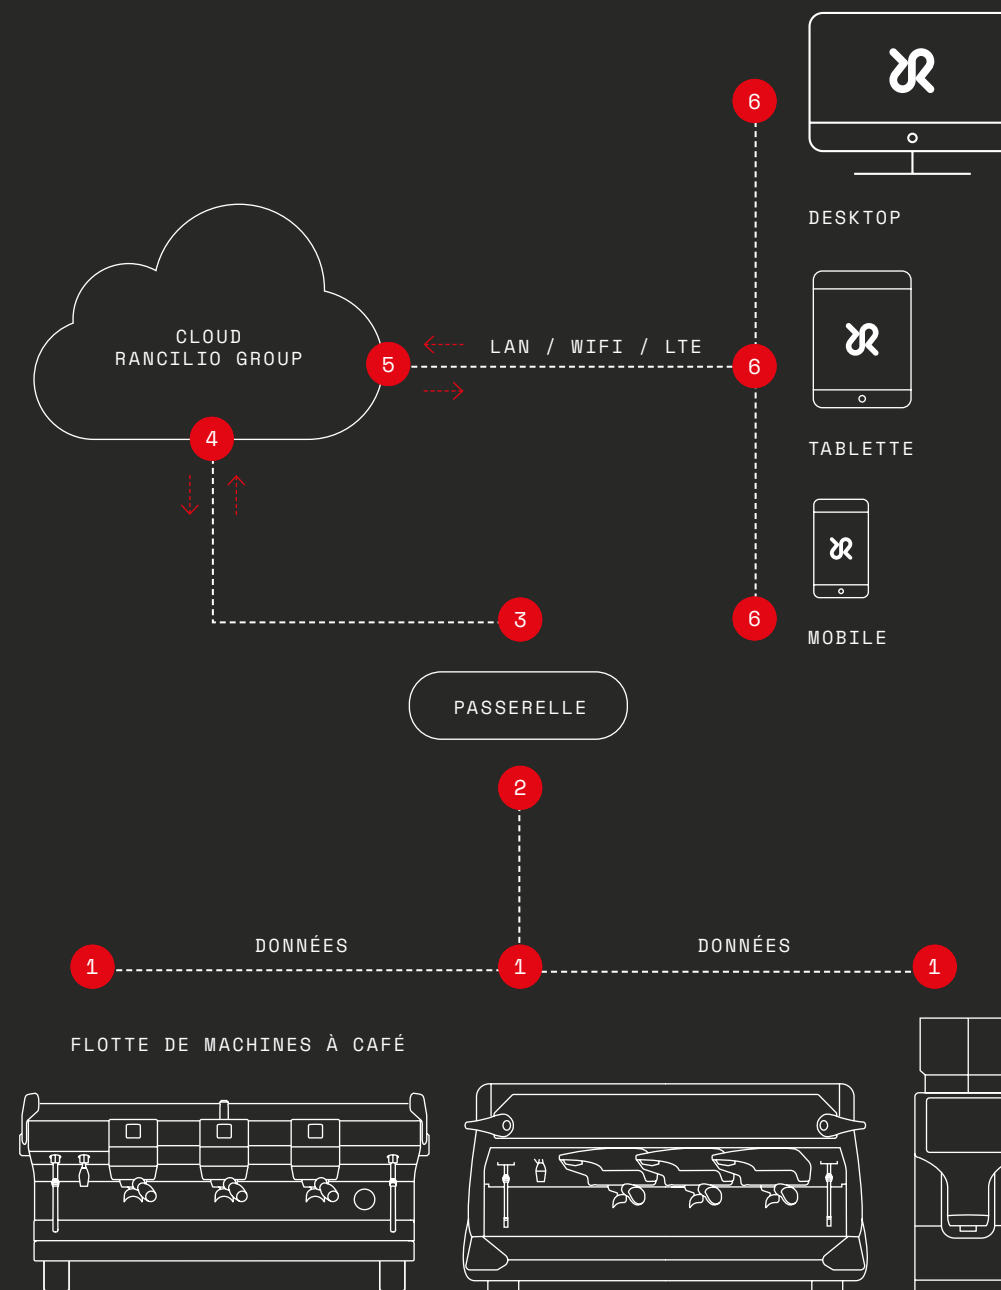 6
DESKTOP
CLOUD
RANCILIO GROUP
5
LAN / WIFI / LTE
6
4
TABLETTE
3
6
MOBILE
PASSERELLE
2
DONNÉES
DONNÉES
1
1
1
FLOTTE DE MACHINES À CAFÉ